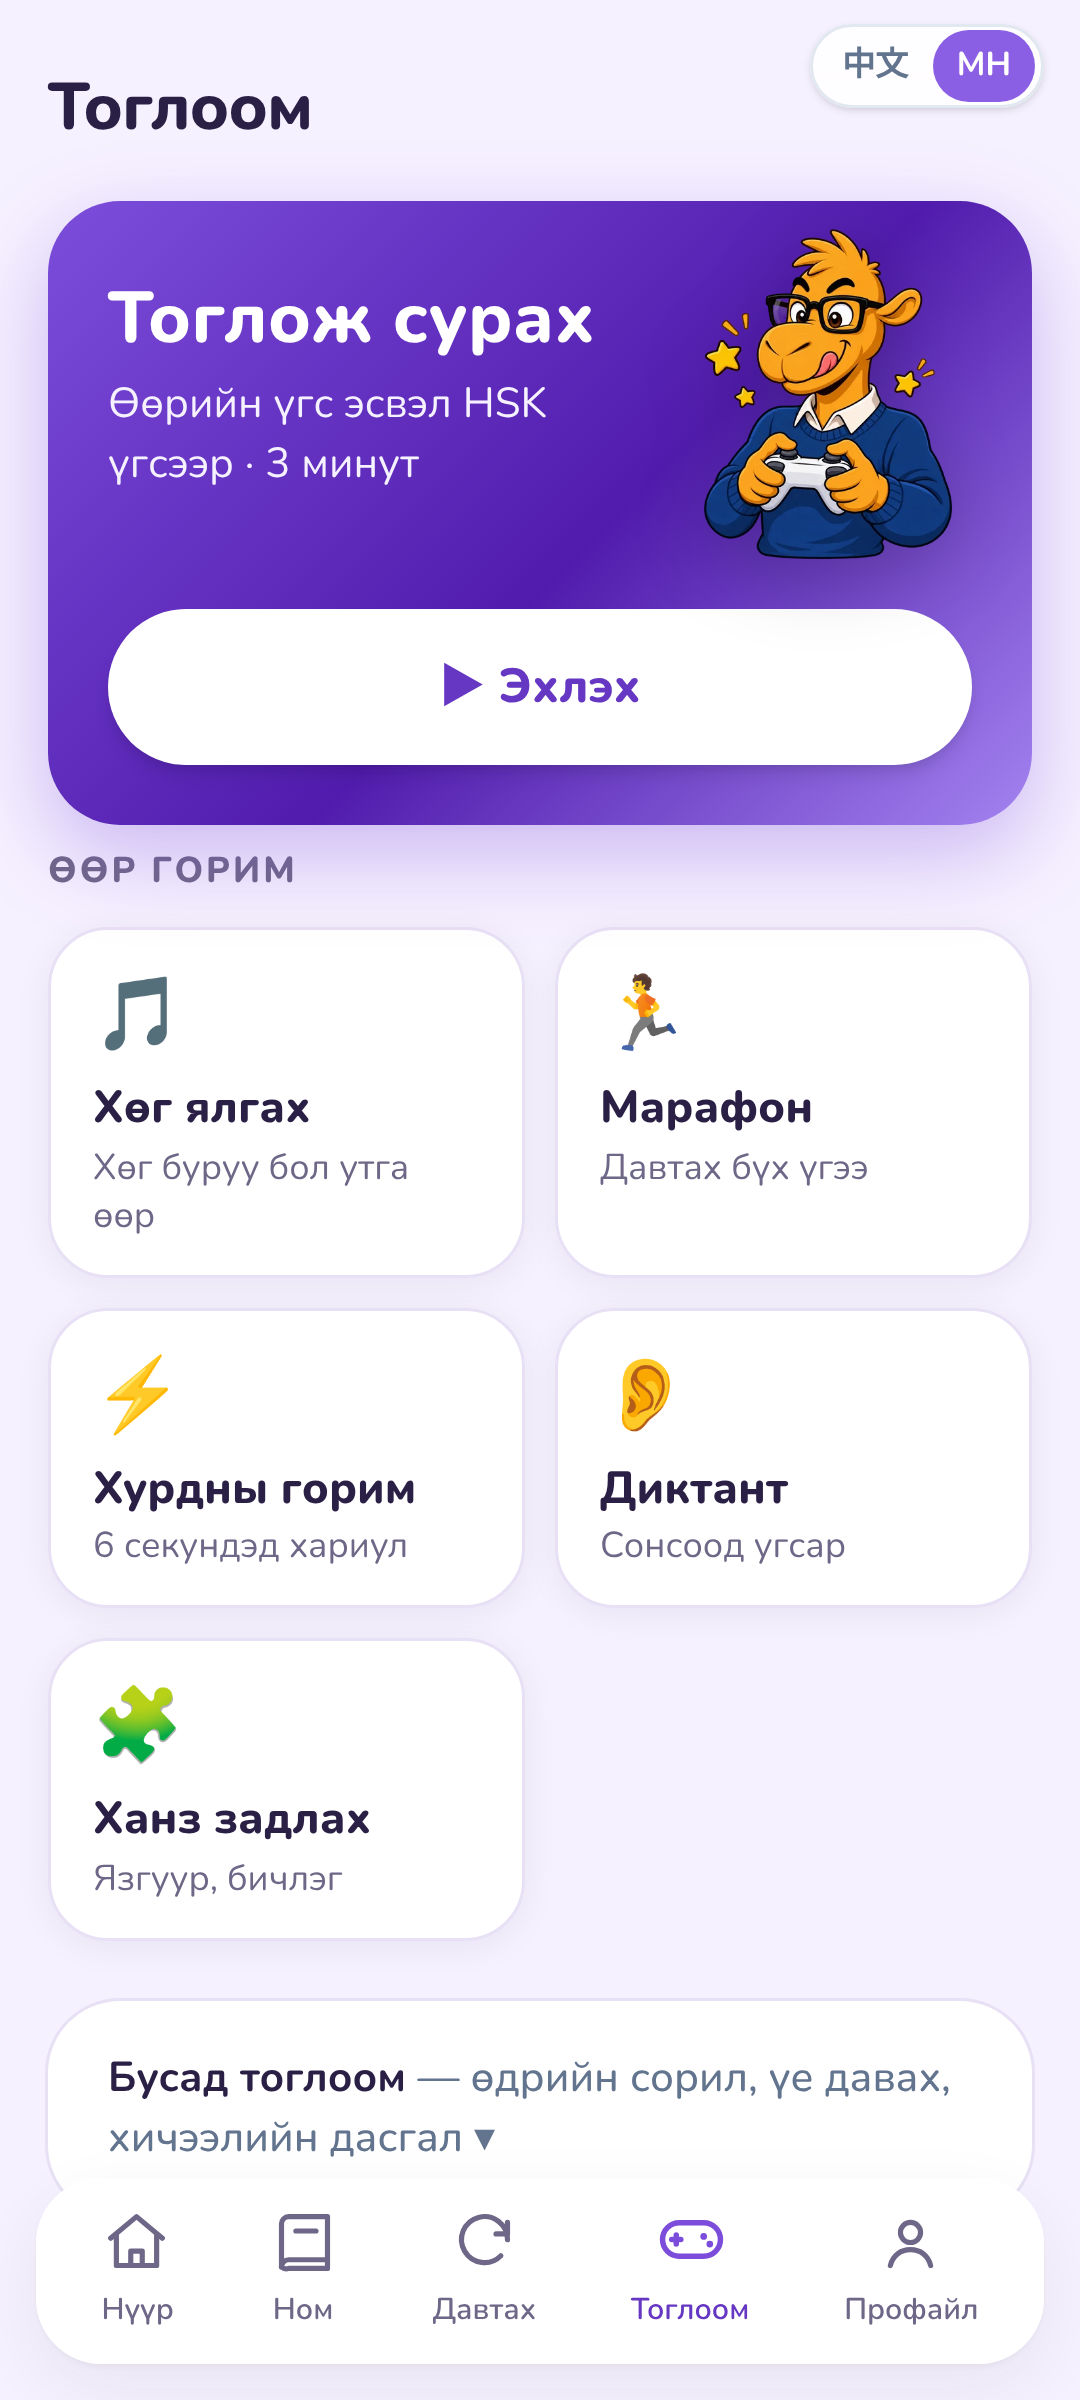 中文 MH
Тоглоом
Тоглож сурах
Өөрийн үгс эсвэл HSK
үгсээр · 3 минут
▶ Эхлэх
ӨӨР ГОРИМ
Хөг ялгах
Хөг буруу бол утга
өөр
Марафон
Давтах бүх үгээ
Хурдны горим
6 секундэд хариул
Диктант
Сонсоод угсар
Ханз задлах
Язгуур, бичлэг
Бусад тоглоом — өдрийн сорил, үе давах,
хичээлийн дасгал ▾
Нүүр Ном Давтах Тоглоом Профайл